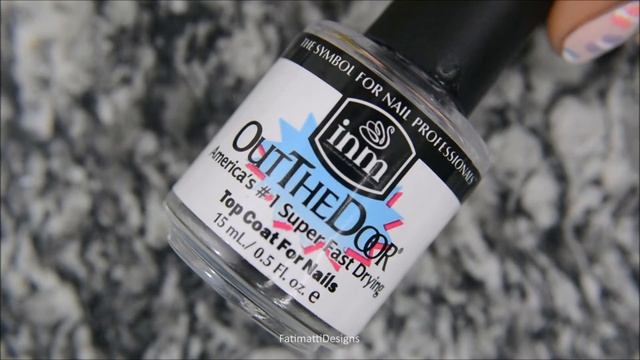 THE SYMBOL FOR NAIL PROFESSIONALS
inm
OUTTHEDOOR®
America's #1 Super Fast Drying
Top Coat For Nails
15 mL./ 0.5 Fl. oz. e
FatimattiDesigns